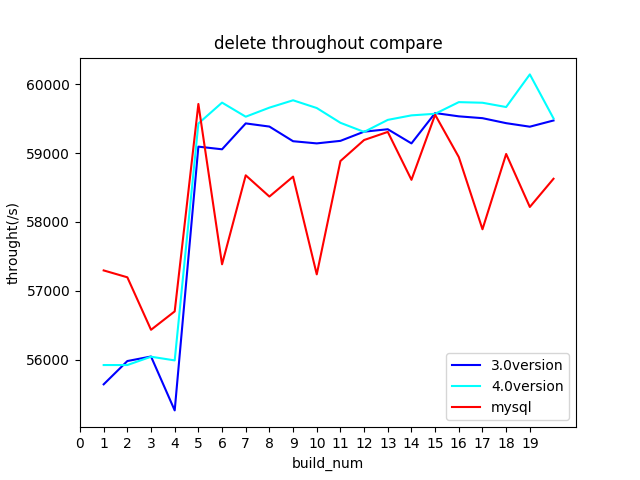 delete throughout compare
throught(/s)
60000
59000
58000
57000
56000
0 1 2 3 4 5 6 7 8 9 10 11 12 13 14 15 16 17 18 19
build_num
3.0version
4.0version
mysql